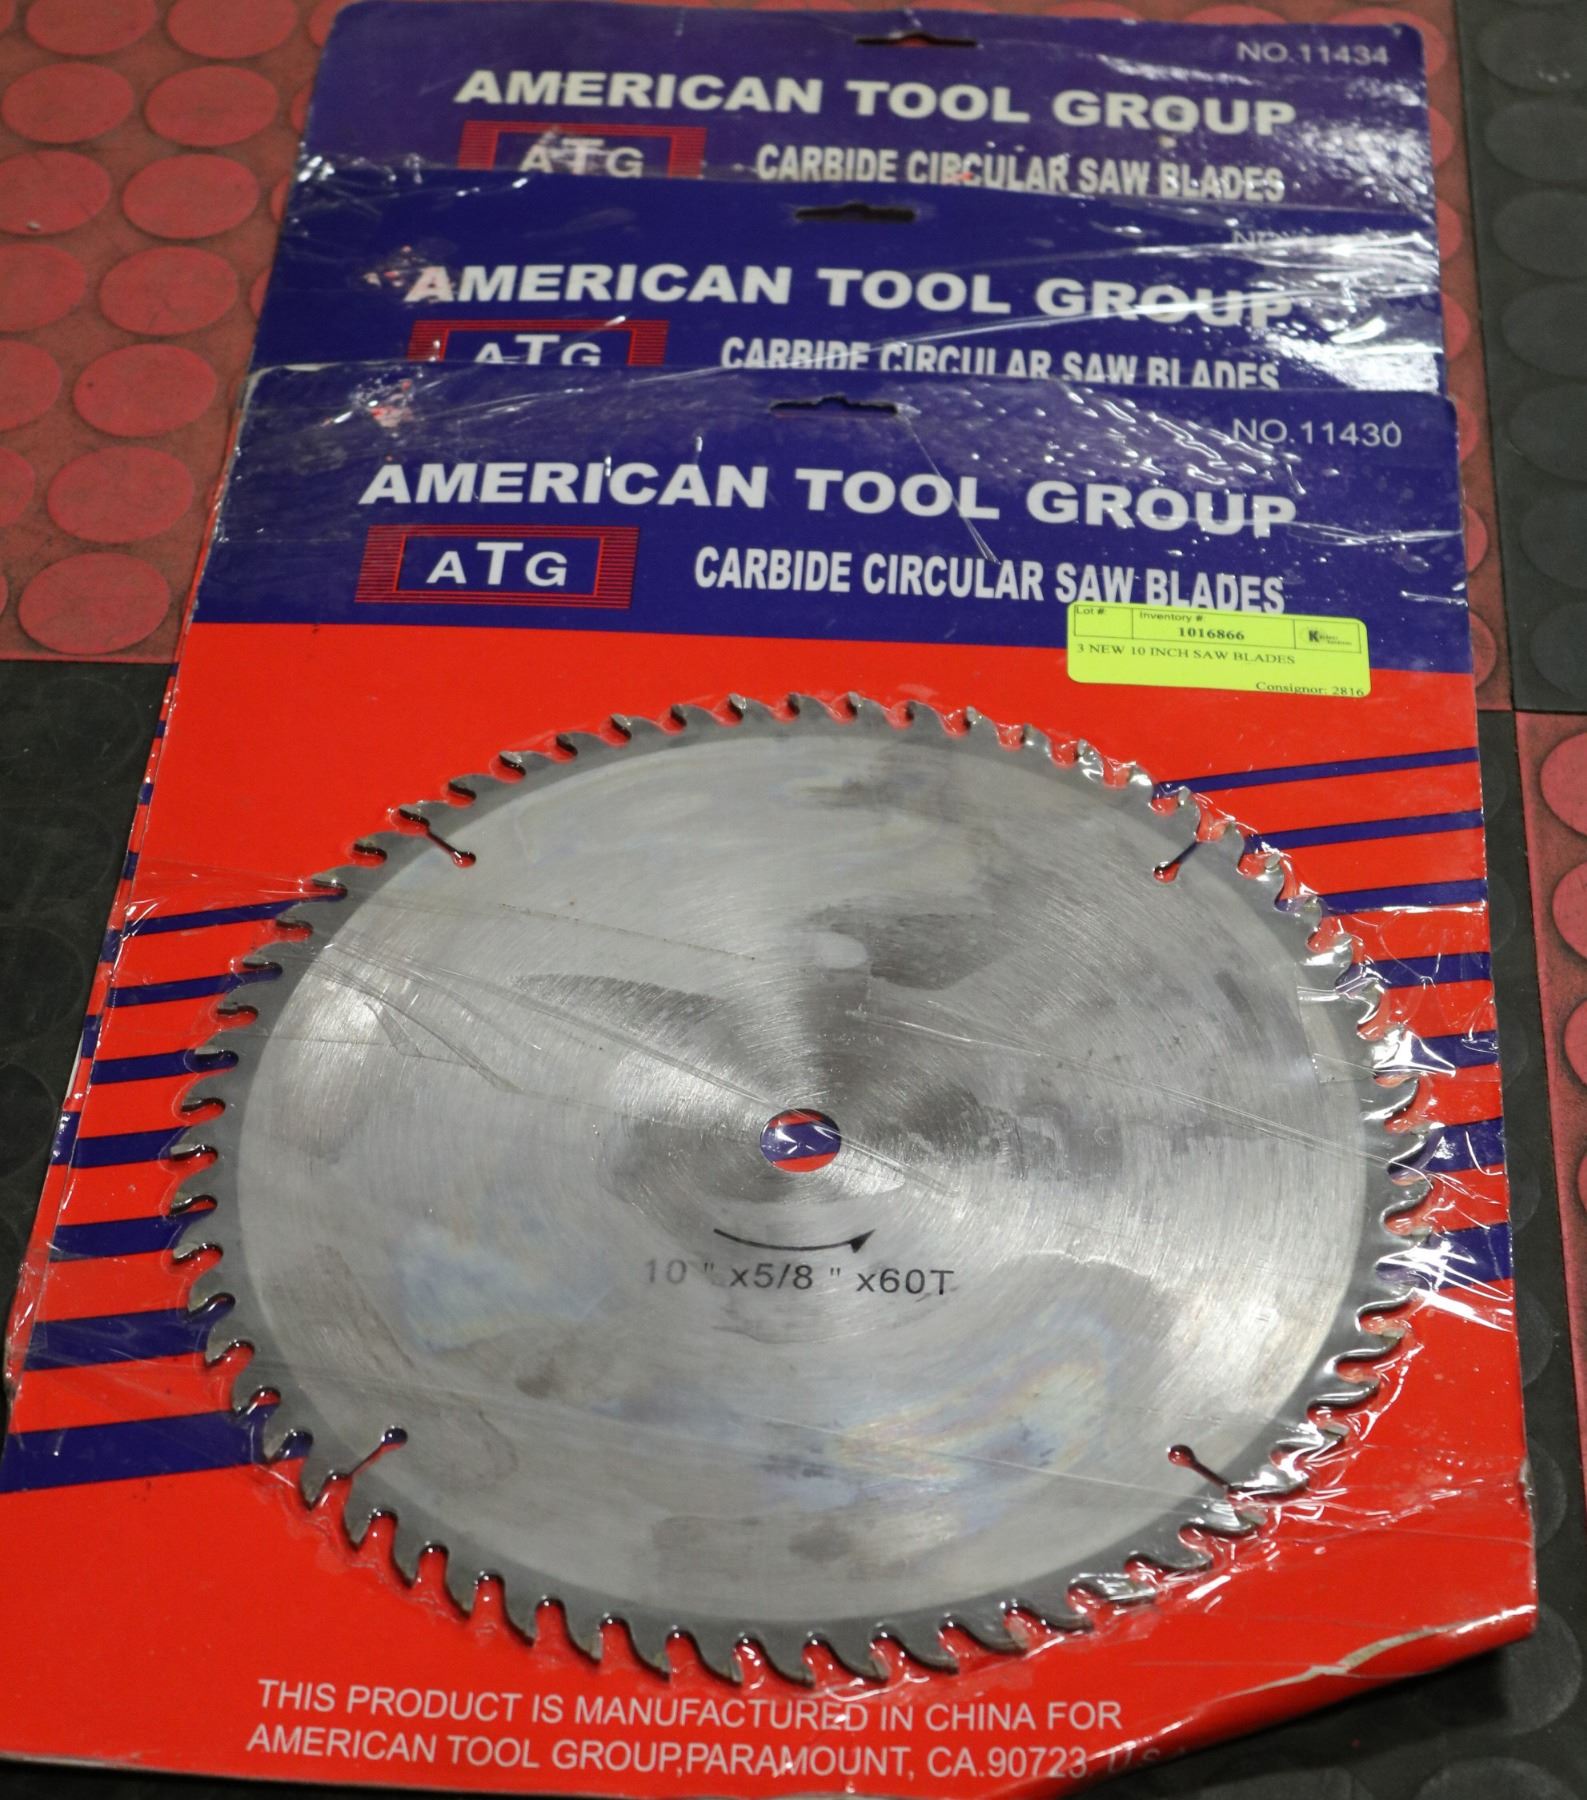 NO.11434
AMERICAN TOOL GROUP
ATG
CARBIDE CIRCULAR SAW BLADES
AMERICAN TOOL GROUP
ATG
CARBIDE CIRCULAR SAW BLADES
NO.11430
AMERICAN TOOL GROUP
ATG
CARBIDE CIRCULAR SAW BLADES
Lot #:
Inventory #:
1016866
3 NEW 10 INCH SAW BLADES
Consignor: 2816
10 " x5/8 " x60T
THIS PRODUCT IS MANUFACTURED IN CHINA FOR
AMERICAN TOOL GROUP,PARAMOUNT, CA.90723,